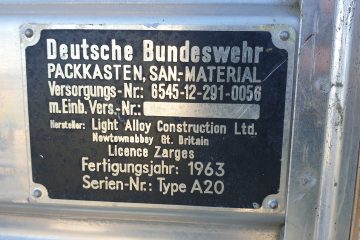 Deutsche Bundeswehr
PACKKASTEN, SAN.-MATERIAL
Versorgungs-Nr.: 6545-12-291-0056
m.Einb. Vers.-Nr.:
Hersteller: Light Alloy Construction Ltd.
Newtownabbey Gt. Britain
Licence Zarges
Fertigungsjahr: 1963
Serien-Nr.: Type A20